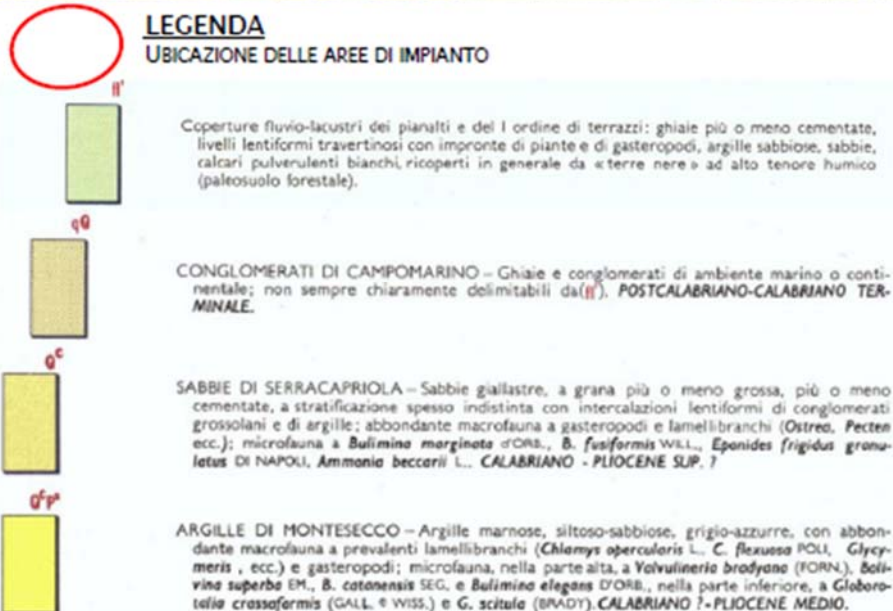 LEGENDA
UBICAZIONE DELLE AREE DI IMPIANTO
fl¹
Coperture fluvio-lacustri dei pianalti e del I ordine di terrazzi: ghiaie più o meno cementate,
livelli lentiformi travertinosi con impronte di piante e di gasteropodi, argille sabbiose, sabbie,
calcari pulverulenti bianchi, ricoperti in generale da «terre nere» ad alto tenore humico
(paleosuolo forestale).
qQ
CONGLOMERATI DI CAMPOMARINO – Ghiaie e conglomerati di ambiente marino o conti-
nentale; non sempre chiaramente delimitabili da(fl¹). POSTCALABRIANO-CALABRIANO TER-
MINALE.
Qᶜ
SABBIE DI SERRACAPRIOLA – Sabbie giallastre, a grana più o meno grossa, più o meno
cementate, a stratificazione spesso indistinta con intercalazioni lentiformi di conglomerati
grossolani e di argille; abbondante macrofauna a gasteropodi e lamellibranchi (Ostrea, Pecten
ecc.); microfauna a Bulimina marginata d'ORB., B. fusiformis WILL., Eponides frigidus granu-
latus DI NAPOLI, Ammonia beccarii L.. CALABRIANO - PLIOCENE SUP. ?
QᶜPˢ
ARGILLE DI MONTESECCO – Argille marnose, siltoso-sabbiose, grigio-azzurre, con abbon-
dante macrofauna a prevalenti lamellibranchi (Chlamys opercularis L., C. flexuosa POLI, Glycy-
meris , ecc.) e gasteropodi; microfauna, nella parte alta, a Valvulineria bradyana (FORN.), Boli-
vina superba EM., B. catanensis SEG. e Bulimina elegans D'ORB., nella parte inferiore, a Globoro-
talia crassaformis (GALL. e WISS.) e G. scitula (BRADY). CALABRIANO ?- PLIOCENE MEDIO.